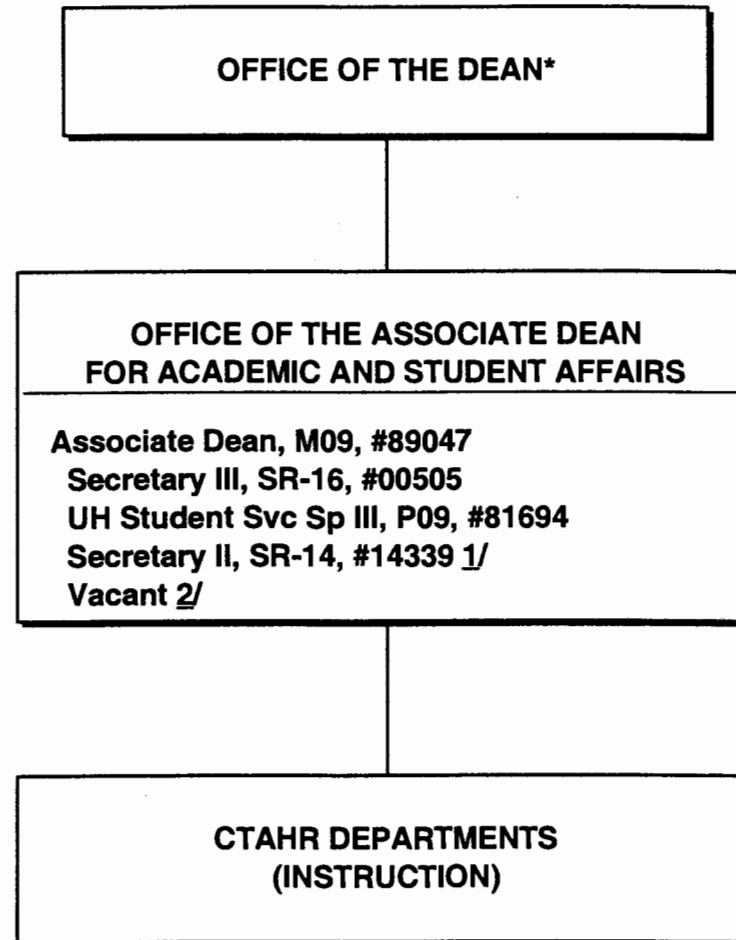 OFFICE OF THE DEAN*
OFFICE OF THE ASSOCIATE DEAN
FOR ACADEMIC AND STUDENT AFFAIRS
Associate Dean, M09, #89047
Secretary III, SR-16, #00505
UH Student Svc Sp III, P09, #81694
Secretary II, SR-14, #14339 1/
Vacant 2/
CTAHR DEPARTMENTS
(INSTRUCTION)